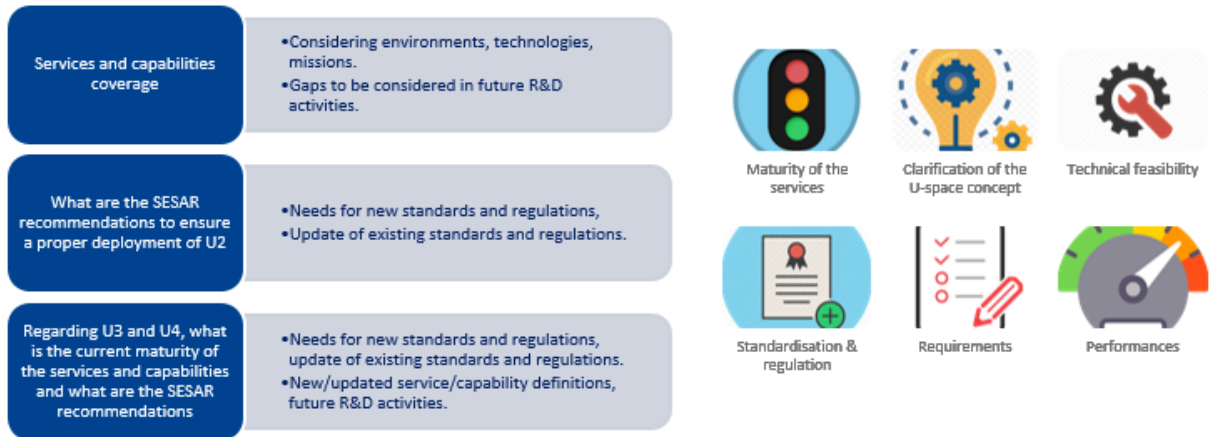 Services and capabilities
coverage
•Considering environments, technologies,
missions.
•Gaps to be considered in future R&D
activities.
What are the SESAR
recommendations to ensure
a proper deployment of U2
•Needs for new standards and regulations,
•Update of existing standards and regulations.
Regarding U3 and U4, what
is the current maturity of
the services and capabilities
and what are the SESAR
recommendations
•Needs for new standards and regulations,
update of existing standards and regulations.
•New/updated service/capability definitions,
future R&D activities.
Maturity of the
services
Clarification of the
U-space concept
Technical feasibility
Standardisation &
regulation
Requirements
Performances